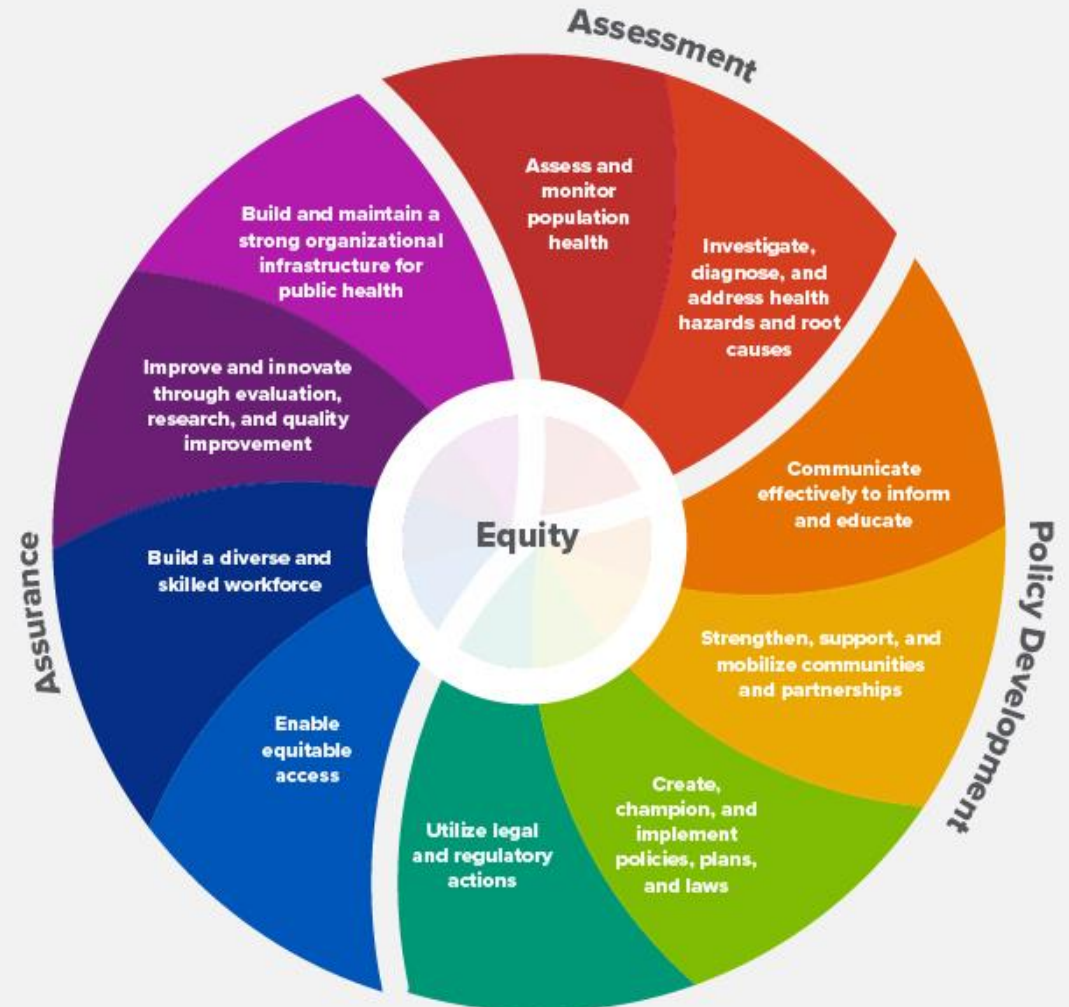 Assessment
Assess and
monitor
population
health
Investigate,
diagnose, and
address health
hazards and root
causes
Communicate
effectively to inform
and educate
Strengthen, support, and
mobilize communities
and partnerships
Create,
champion, and
implement
policies, plans,
and laws
Utilize legal
and regulatory
actions
Policy Development
Enable
equitable
access
Build a diverse and
skilled workforce
Improve and innovate
through evaluation,
research, and quality
improvement
Build and maintain a
strong organizational
infrastructure for
public health
Assurance
Equity